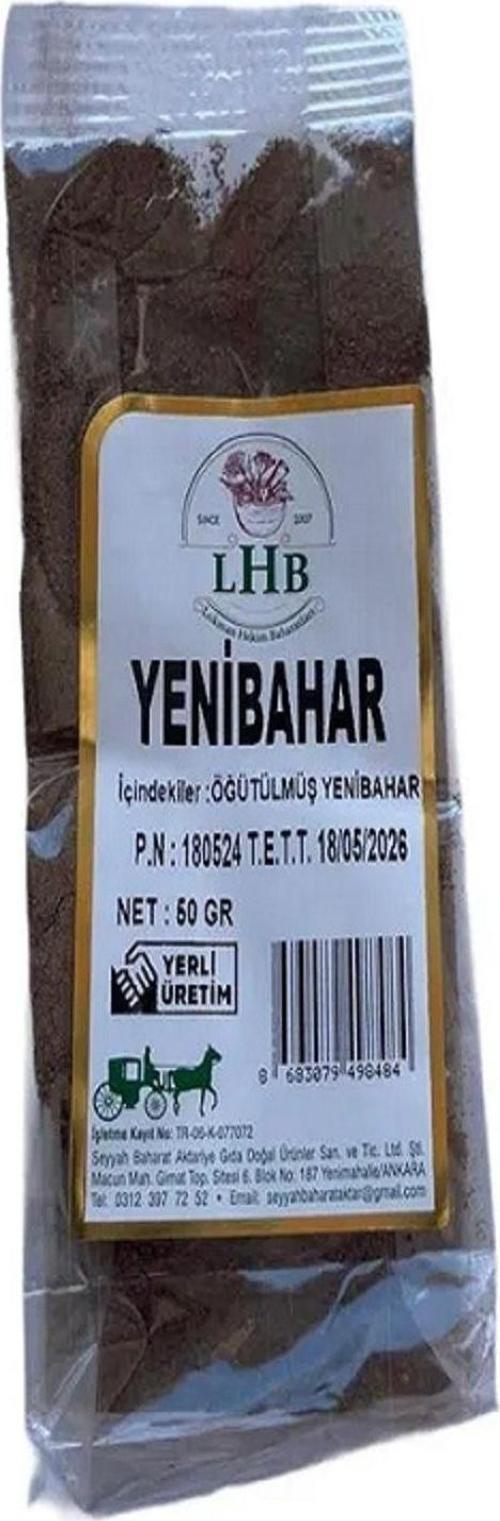 SINCE 2007
LHB
Lokman Hekim Baharatları
YENİBAHAR
İçindekiler :ÖĞÜTÜLMÜŞ YENİBAHAR
P.N : 180524 T.E.T.T. 18/05/2026
NET : 50 GR
YERLİ
ÜRETİM
8 683079 498484
İşletme Kayıt No: TR-06-K-077072
Seyyah Baharat Aktariye Gıda Doğal Ürünler San. ve Tic. Ltd. Şti.
Macun Mah. Gimat Top. Sitesi 6. Blok No: 187 Yenimahalle/ANKARA
Tel: 0312 397 72 52 • Email: seyyahbaharataktar@gmail.com